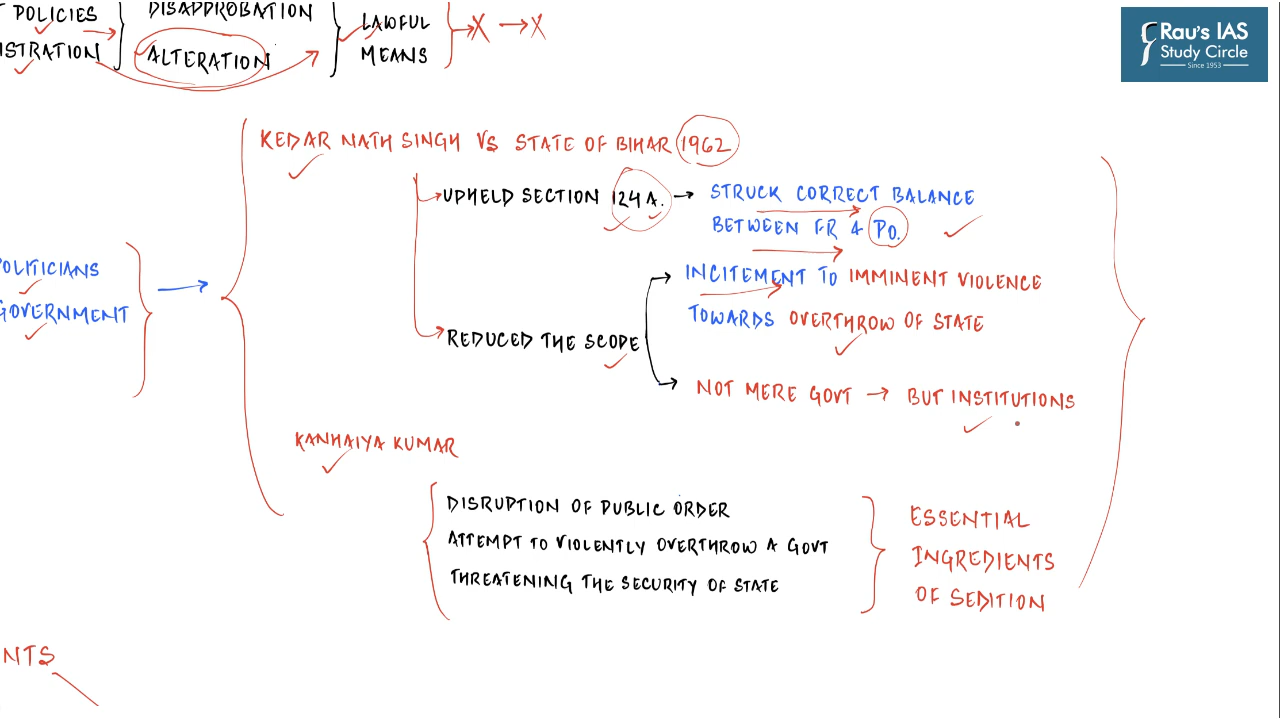 POLICIES
DISAPPROBATION
LAWFUL
X → X
ISTRATION
ALTERATION
MEANS
Rau's IAS
Study Circle
Since 1953
KEDAR NATH SINGH VS STATE OF BIHAR 1962
UPHELD SECTION 124A. → STRUCK CORRECT BALANCE
BETWEEN FR & PO.
POLITICIANS
GOVERNMENT
INCITEMENT TO IMMINENT VIOLENCE
TOWARDS OVERTHROW OF STATE
REDUCED THE SCOPE
NOT MERE GOVT → BUT INSTITUTIONS
KANHAIYA KUMAR
DISRUPTION OF PUBLIC ORDER
ATTEMPT TO VIOLENTLY OVERTHROW A GOVT
THREATENING THE SECURITY OF STATE
ESSENTIAL
INGREDIENTS
OF SEDITION
NTS